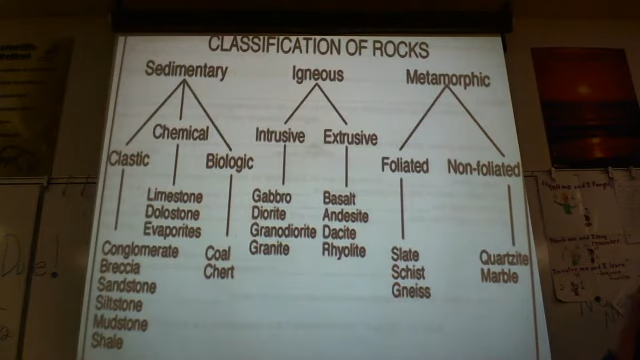 CLASSIFICATION OF ROCKS
Sedimentary
Igneous
Metamorphic
Clastic
Chemical
Biologic
Intrusive
Extrusive
Foliated
Non-foliated
Conglomerate
Breccia
Sandstone
Siltstone
Mudstone
Shale
Limestone
Dolostone
Evaporites
Coal
Chert
Gabbro
Diorite
Granodiorite
Granite
Basalt
Andesite
Dacite
Rhyolite
Slate
Schist
Gneiss
Quartzite
Marble